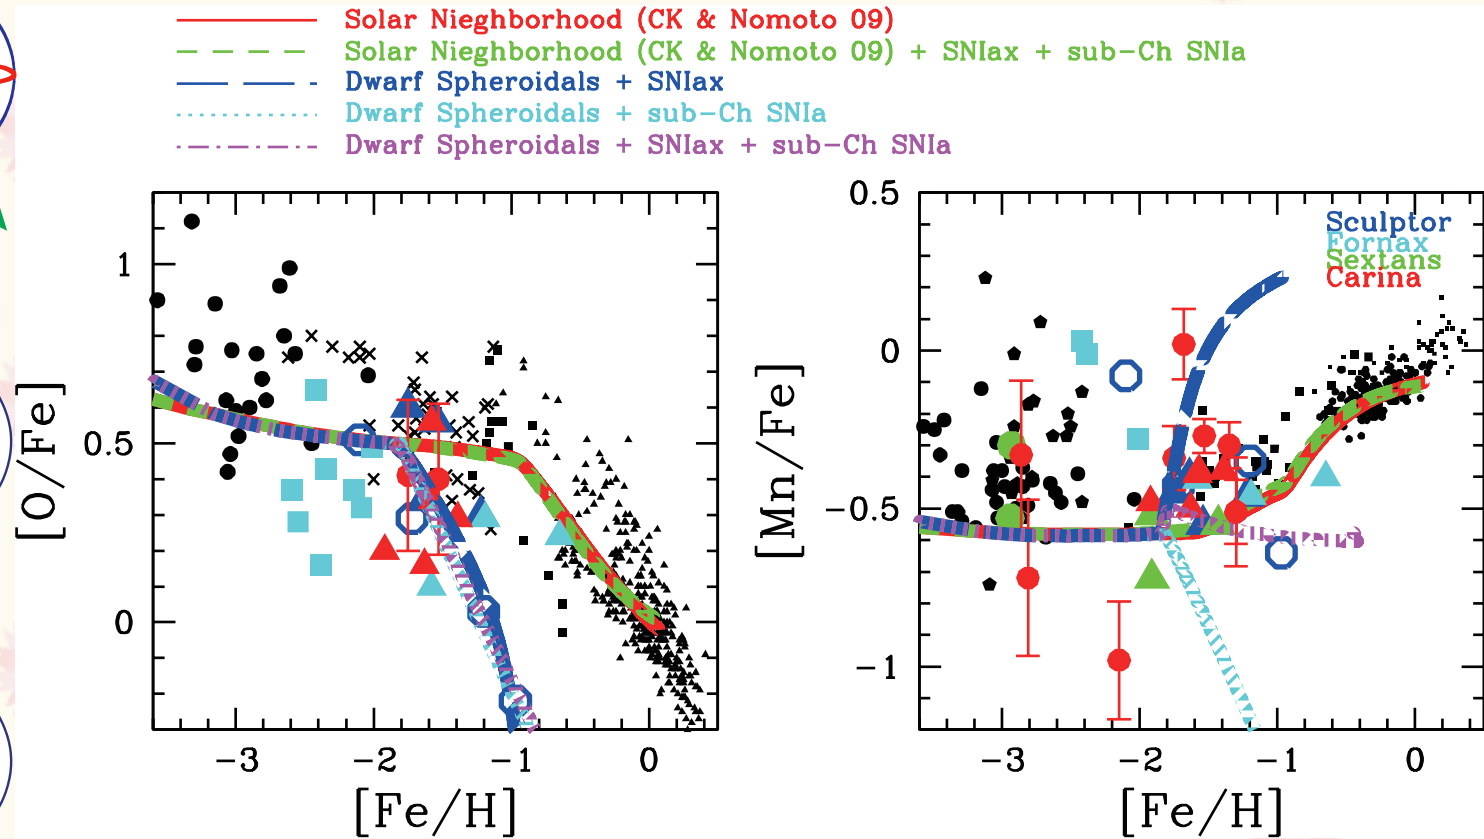 Solar Nieghborhood (CK & Nomoto 09)
Solar Nieghborhood (CK & Nomoto 09) + SNIax + sub-Ch SNIa
Dwarf Spheroidals + SNIax
Dwarf Spheroidals + sub-Ch SNIa
Dwarf Spheroidals + SNIax + sub-Ch SNIa
1
0.5
0
[O/Fe]
-3 -2 -1 0
[Fe/H]
0.5
0
-0.5
-1
[Mn/Fe]
Sculptor
Fornax
Sextans
Carina
-3 -2 -1 0
[Fe/H]